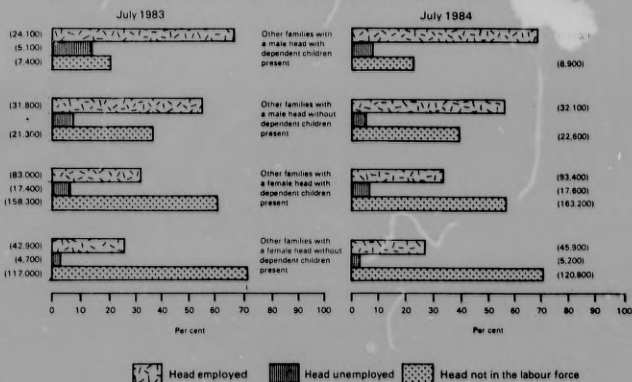 July 1983
July 1984
(24.100)
(5.100)
(7.400)
Other families with
a male head with
dependent children
present
(8,900)
(31.800)
*
(21.300)
Other families with
a male head without
dependent children
present
(32.100)
(22,600)
(83.000)
(17.400)
(158.300)
Other families with
a female head with
dependent children
present
(93,400)
(17.600)
(163.200)
(42.900)
(4.700)
(117.000)
Other families with
a female head without
dependent children
present
(45.900)
(5.200)
(120.800)
0 10 20 30 40 50 60 70 80 90 100
0 10 20 30 40 50 60 70 80 90 100
Per cent
Per cent
Head employed
Head unemployed
Head not in the labour force